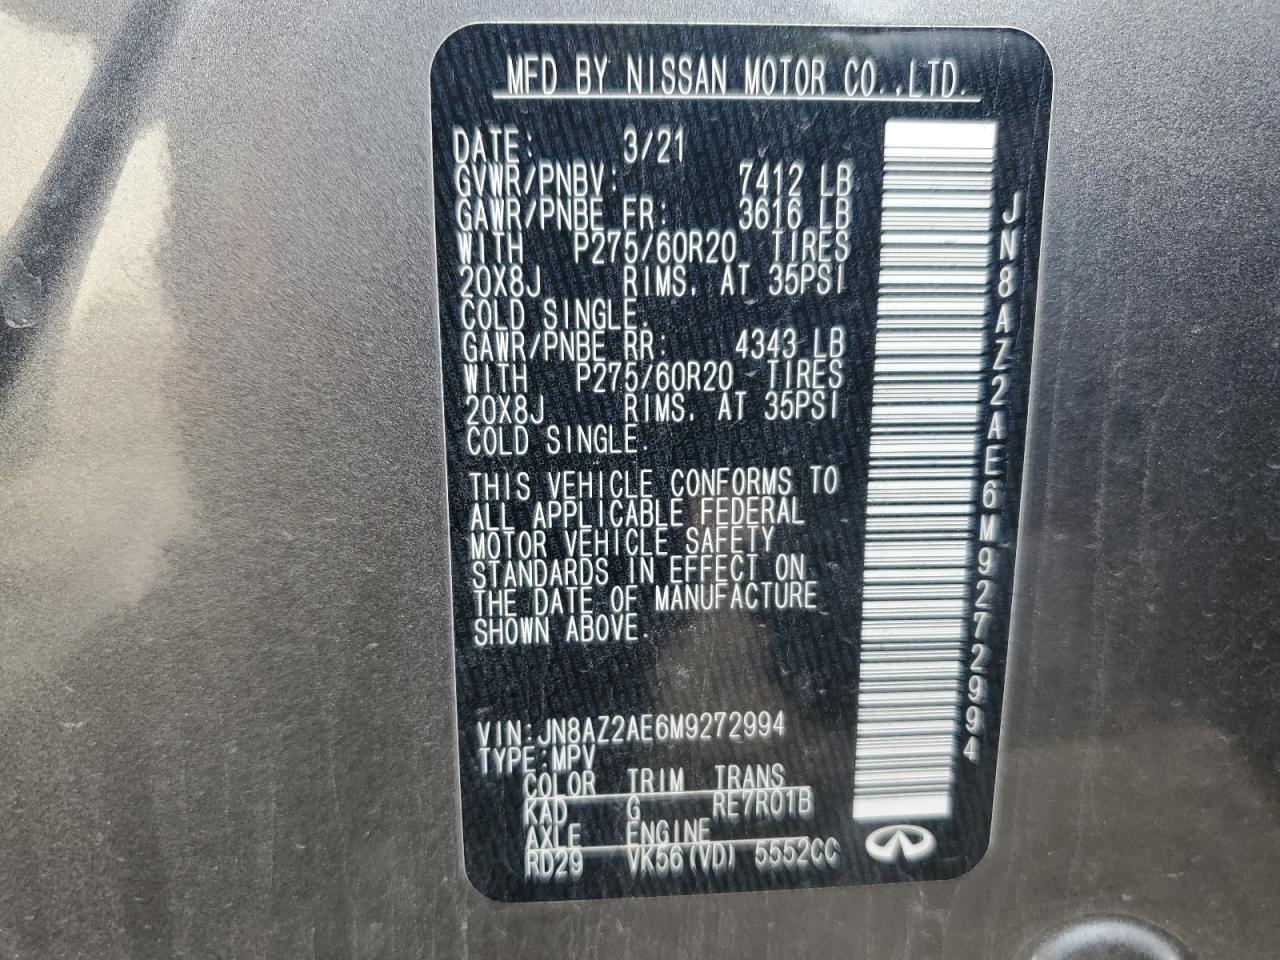 MFD BY NISSAN MOTOR CO.,LTD.
DATE: 3/21
GVWR/PNBV: 7412 LB
GAWR/PNBE FR: 3616 LB
WITH P275/60R20 TIRES
20X8J RIMS. AT 35PSI
COLD SINGLE.
GAWR/PNBE RR: 4343 LB
WITH P275/60R20 TIRES
20X8J RIMS. AT 35PSI
COLD SINGLE.
THIS VEHICLE CONFORMS TO
ALL APPLICABLE FEDERAL
MOTOR VEHICLE SAFETY
STANDARDS IN EFFECT ON
THE DATE OF MANUFACTURE
SHOWN ABOVE.
VIN:JN8AZ2AE6M9272994
TYPE:MPV
COLOR TRIM TRANS
KAD G RE7R01B
AXLE ENGINE
RD29 VK56(VD) 5552CC
JN8AZ2AE6M9272994